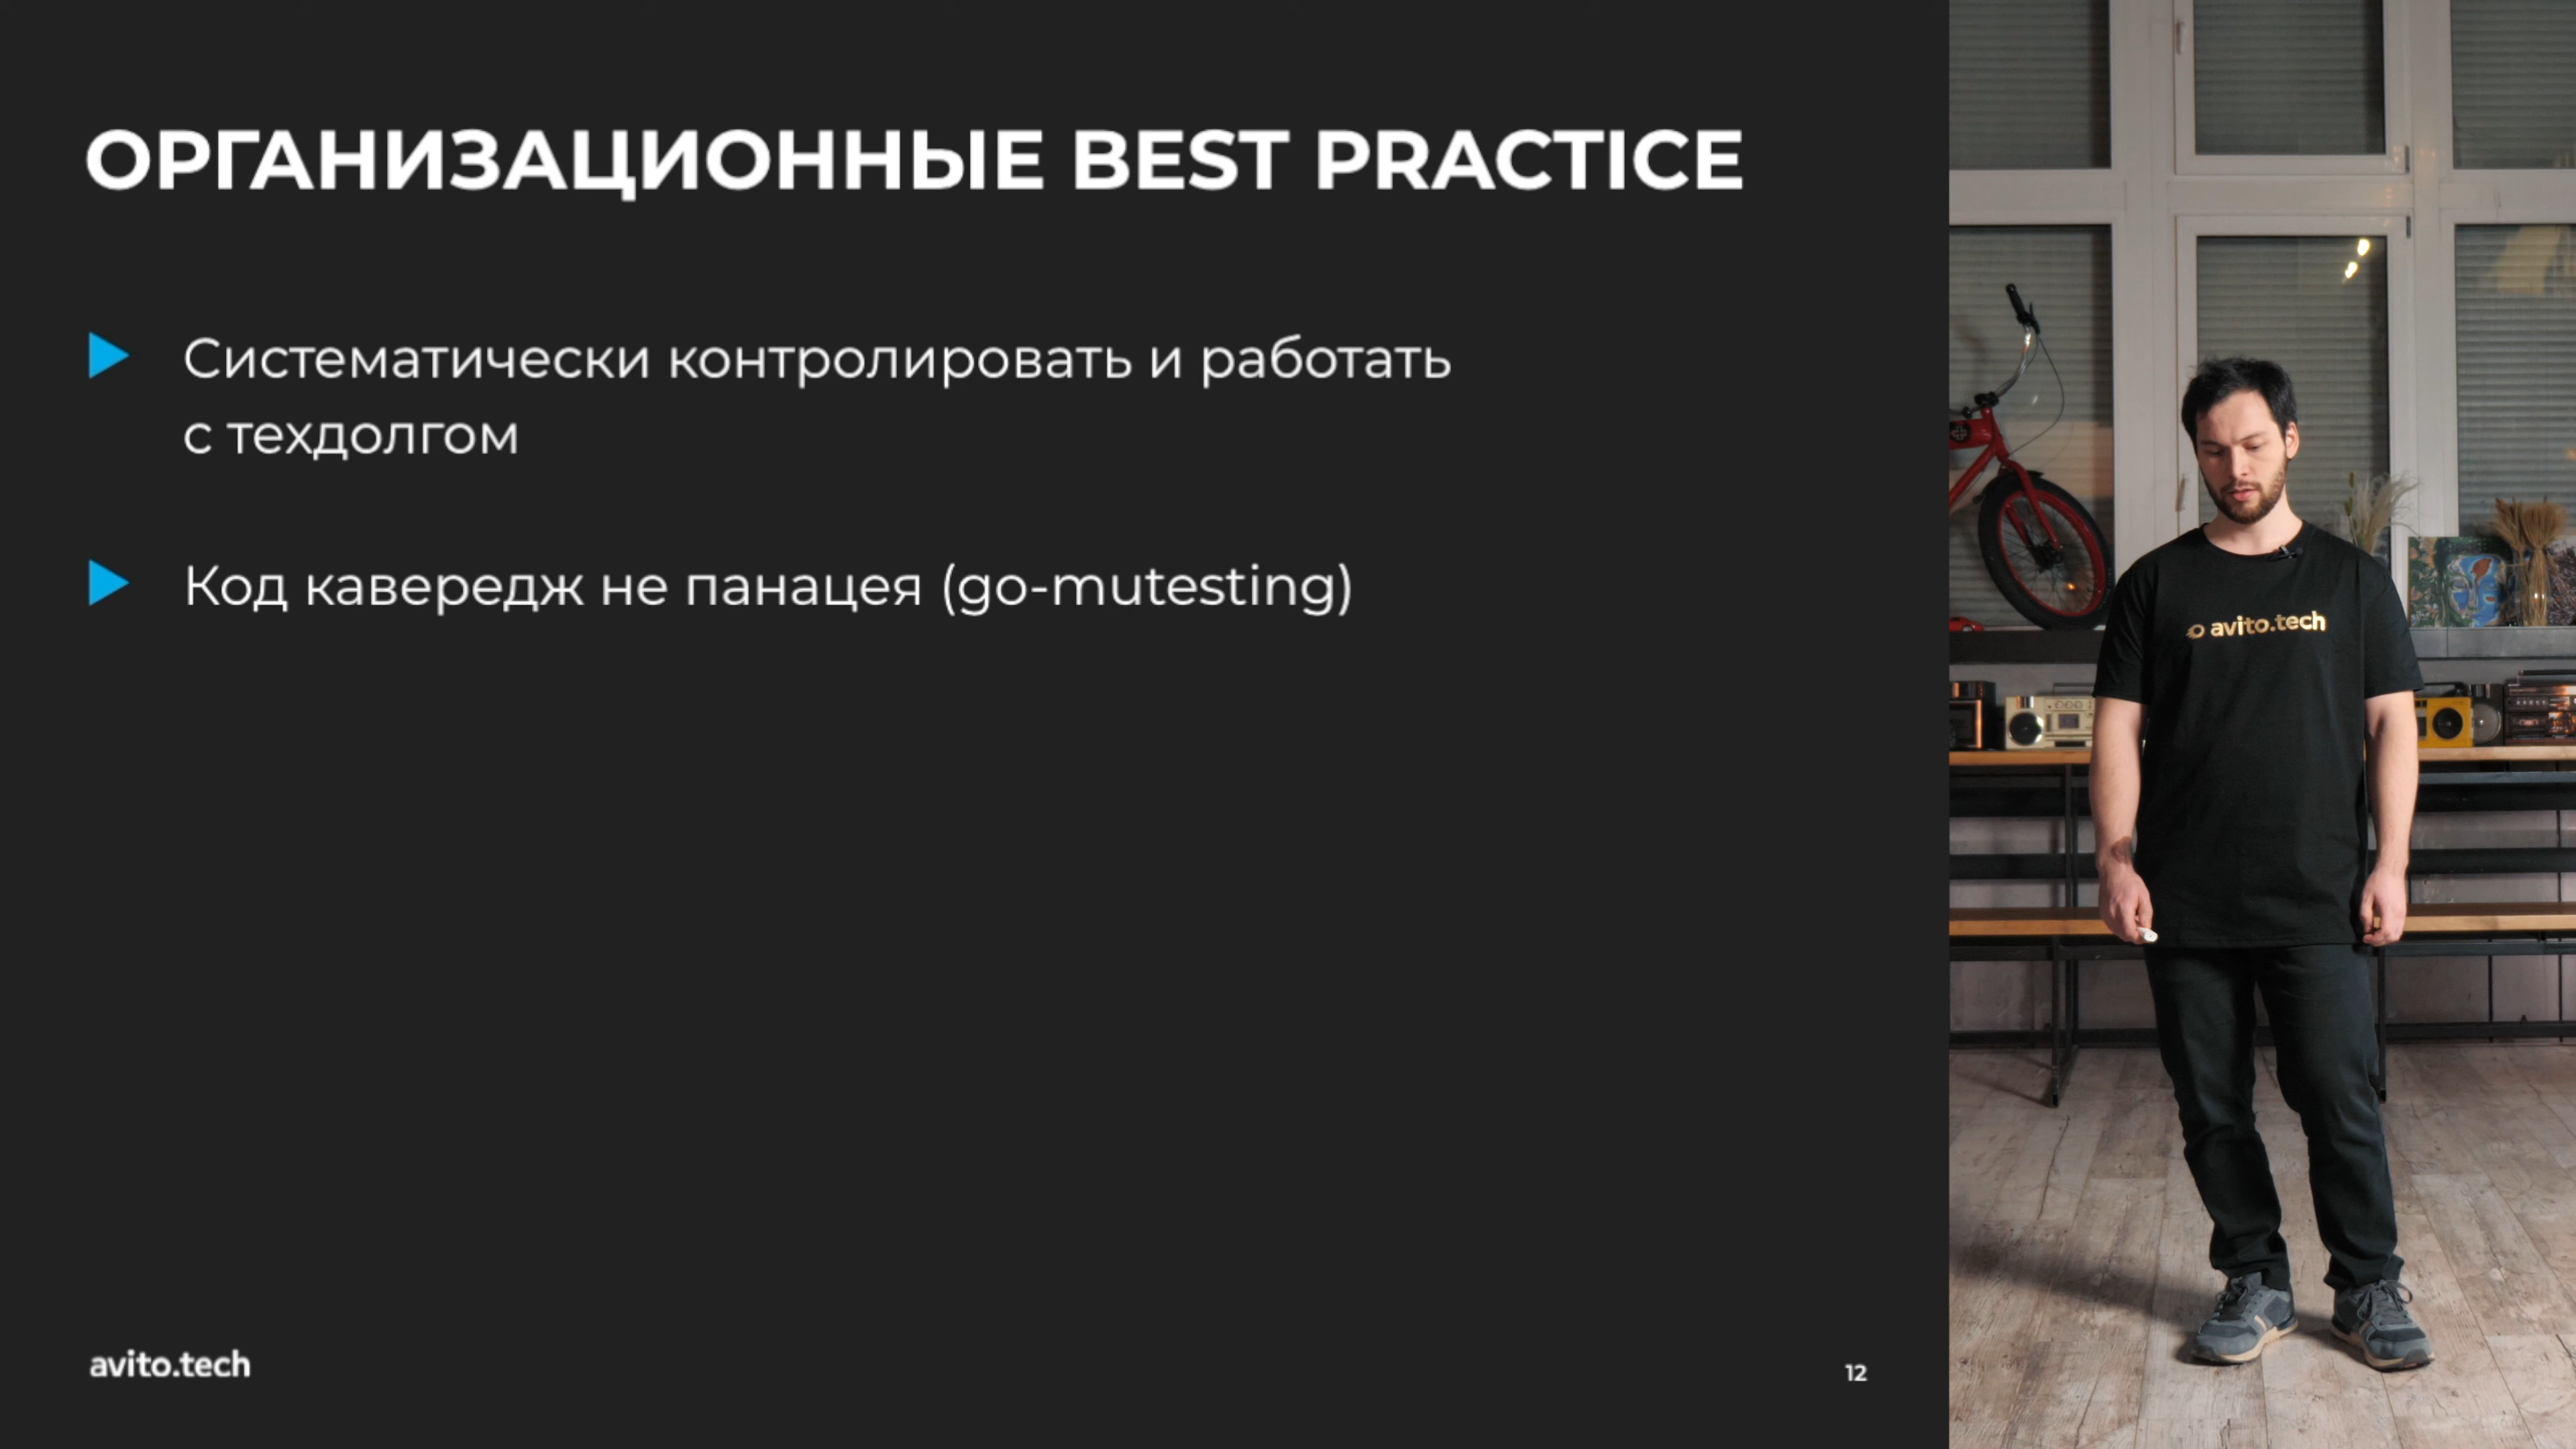 ОРГАНИЗАЦИОННЫЕ BEST PRACTICE
Систематически контролировать и работать
с техдолгом
Код кавередж не панацея (go-mutesting)
avito.tech
12
avito.tech